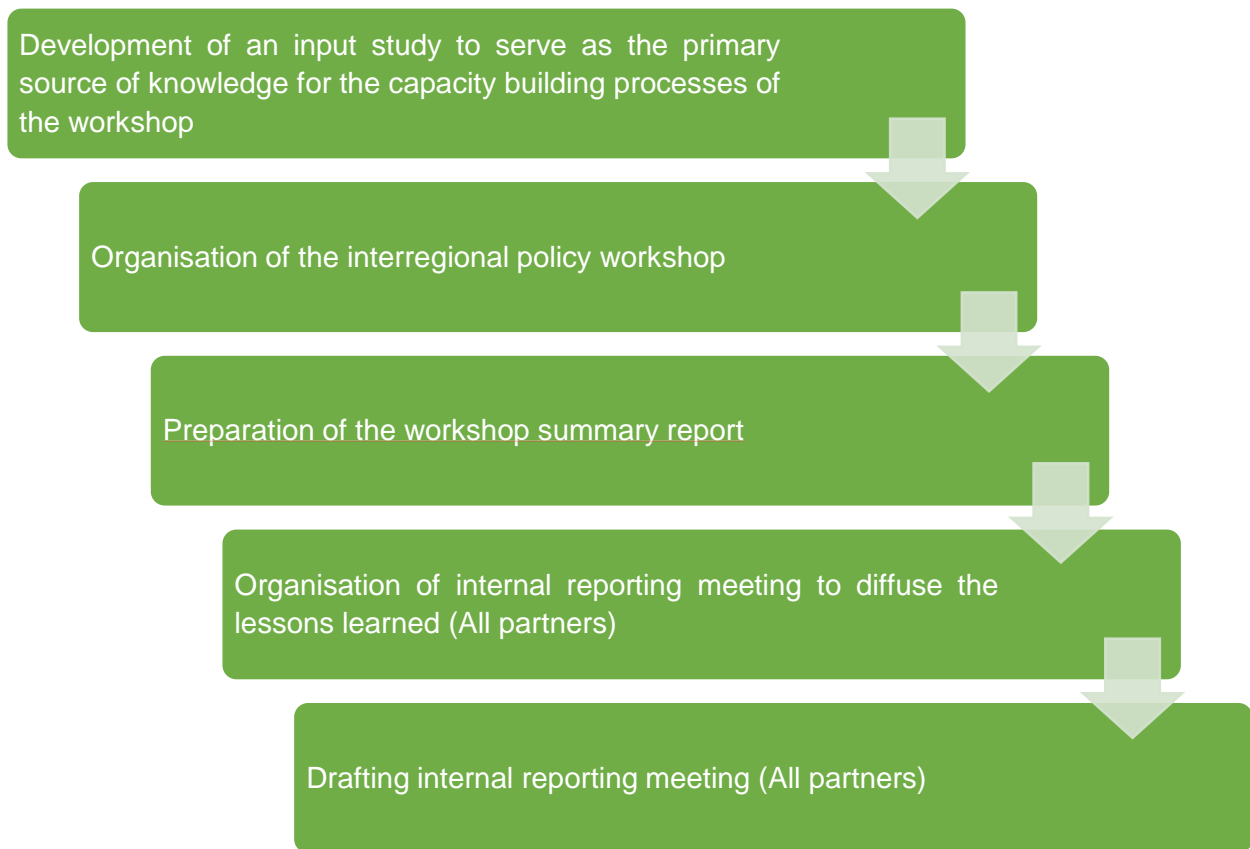 Development of an input study to serve as the primary
source of knowledge for the capacity building processes of
the workshop
Organisation of the interregional policy workshop
Preparation of the workshop summary report
Organisation of internal reporting meeting to diffuse the
lessons learned (All partners)
Drafting internal reporting meeting (All partners)